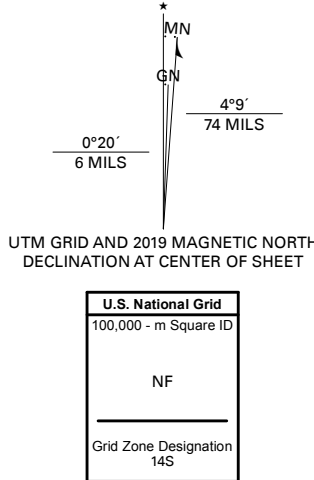 ★
MN
GN
4°9´
74 MILS
0°20´
6 MILS
UTM GRID AND 2019 MAGNETIC NORTH
DECLINATION AT CENTER OF SHEET
U.S. National Grid
100,000 - m Square ID
NF
Grid Zone Designation
14S